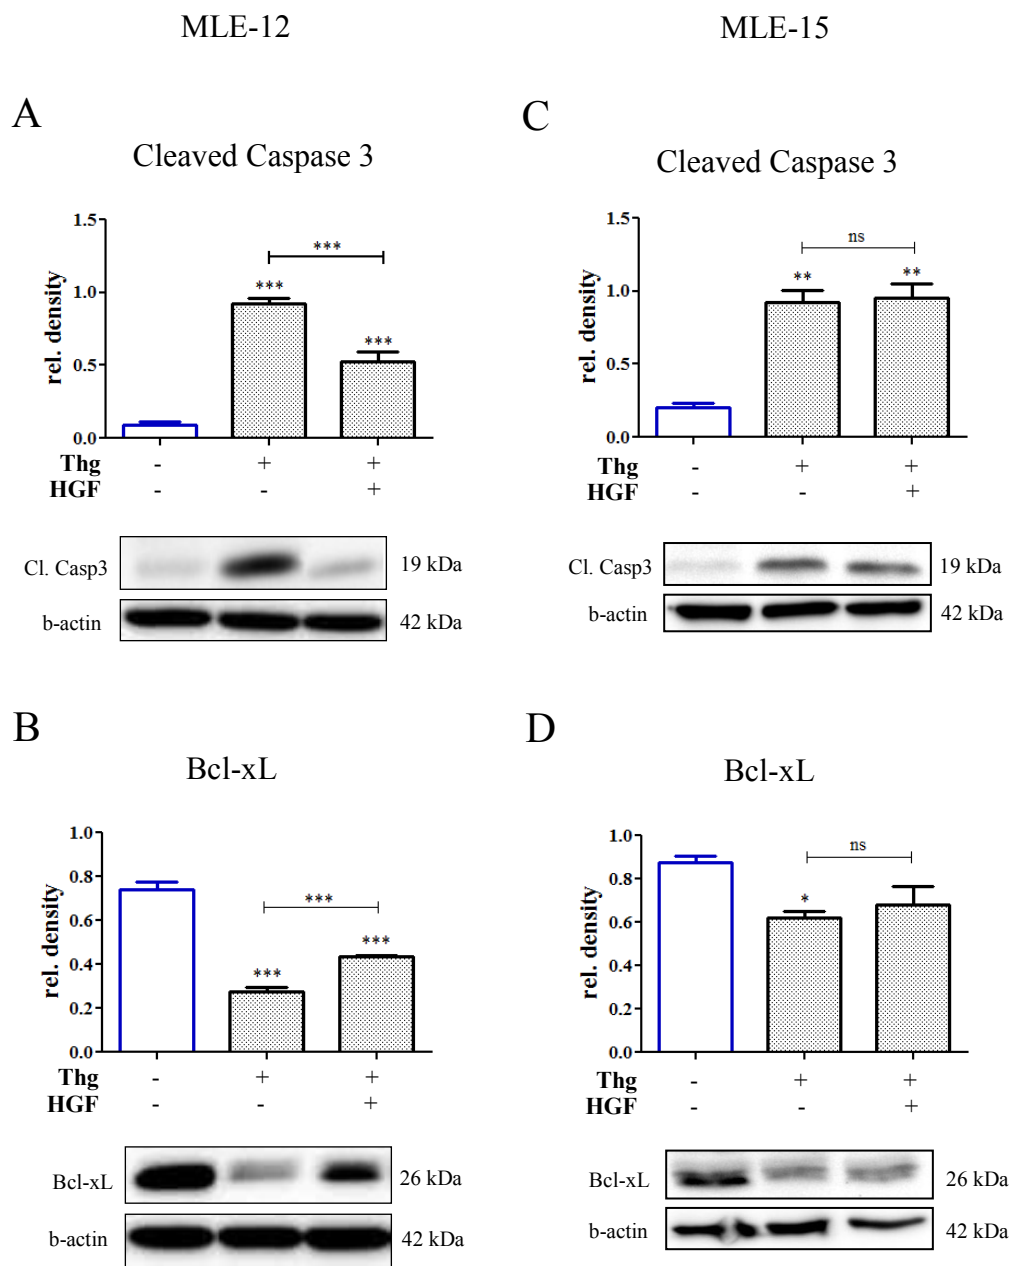 MLE-12
MLE-15
A
Cleaved Caspase 3
rel. density
1.5
1.0
0.5
0.0
***
***
***
Thg - + +
HGF - - +
Cl. Casp3
19 kDa
b-actin
42 kDa
C
Cleaved Caspase 3
rel. density
1.5
1.0
0.5
0.0
ns
**
**
Thg - + +
HGF - - +
Cl. Casp3
19 kDa
b-actin
42 kDa
B
Bcl-xL
rel. density
1.0
0.8
0.6
0.4
0.2
0.0
***
***
***
Thg - + +
HGF - - +
Bcl-xL
26 kDa
b-actin
42 kDa
D
Bcl-xL
rel. density
1.0
0.8
0.6
0.4
0.2
0.0
ns
*
Thg - + +
HGF - - +
Bcl-xL
26 kDa
b-actin
42 kDa